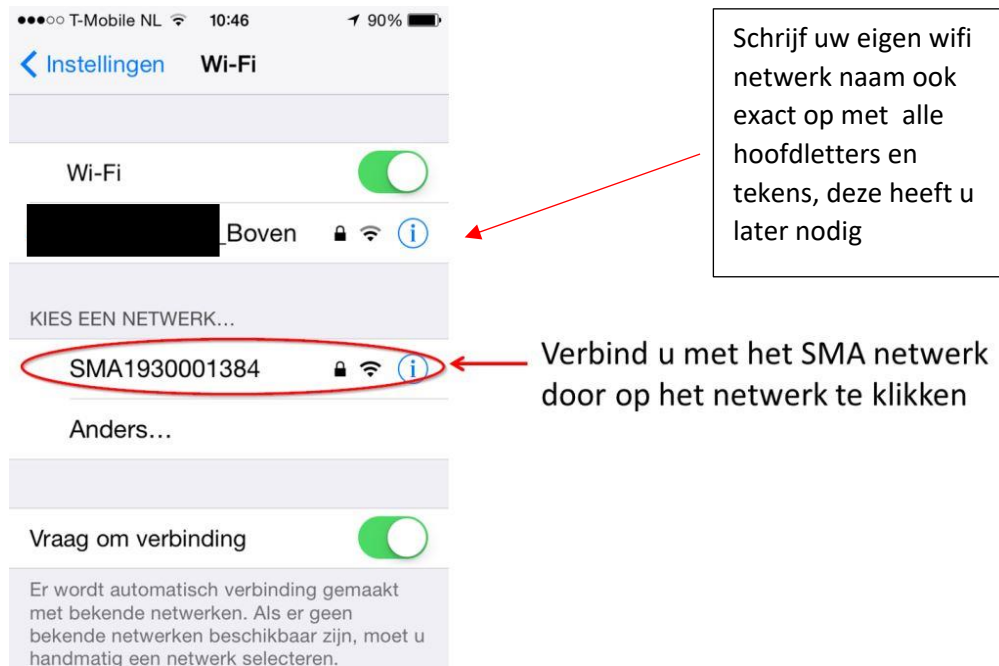 T-Mobile NL 10:46 90%
Instellingen Wi-Fi
Wi-Fi
_Boven
KIES EEN NETWERK...
SMA1930001384
Anders...
Vraag om verbinding
Er wordt automatisch verbinding gemaakt
met bekende netwerken. Als er geen
bekende netwerken beschikbaar zijn, moet u
handmatig een netwerk selecteren.
Schrijf uw eigen wifi
netwerk naam ook
exact op met alle
hoofdletters en
tekens, deze heeft u
later nodig
Verbind u met het SMA netwerk
door op het netwerk te klikken